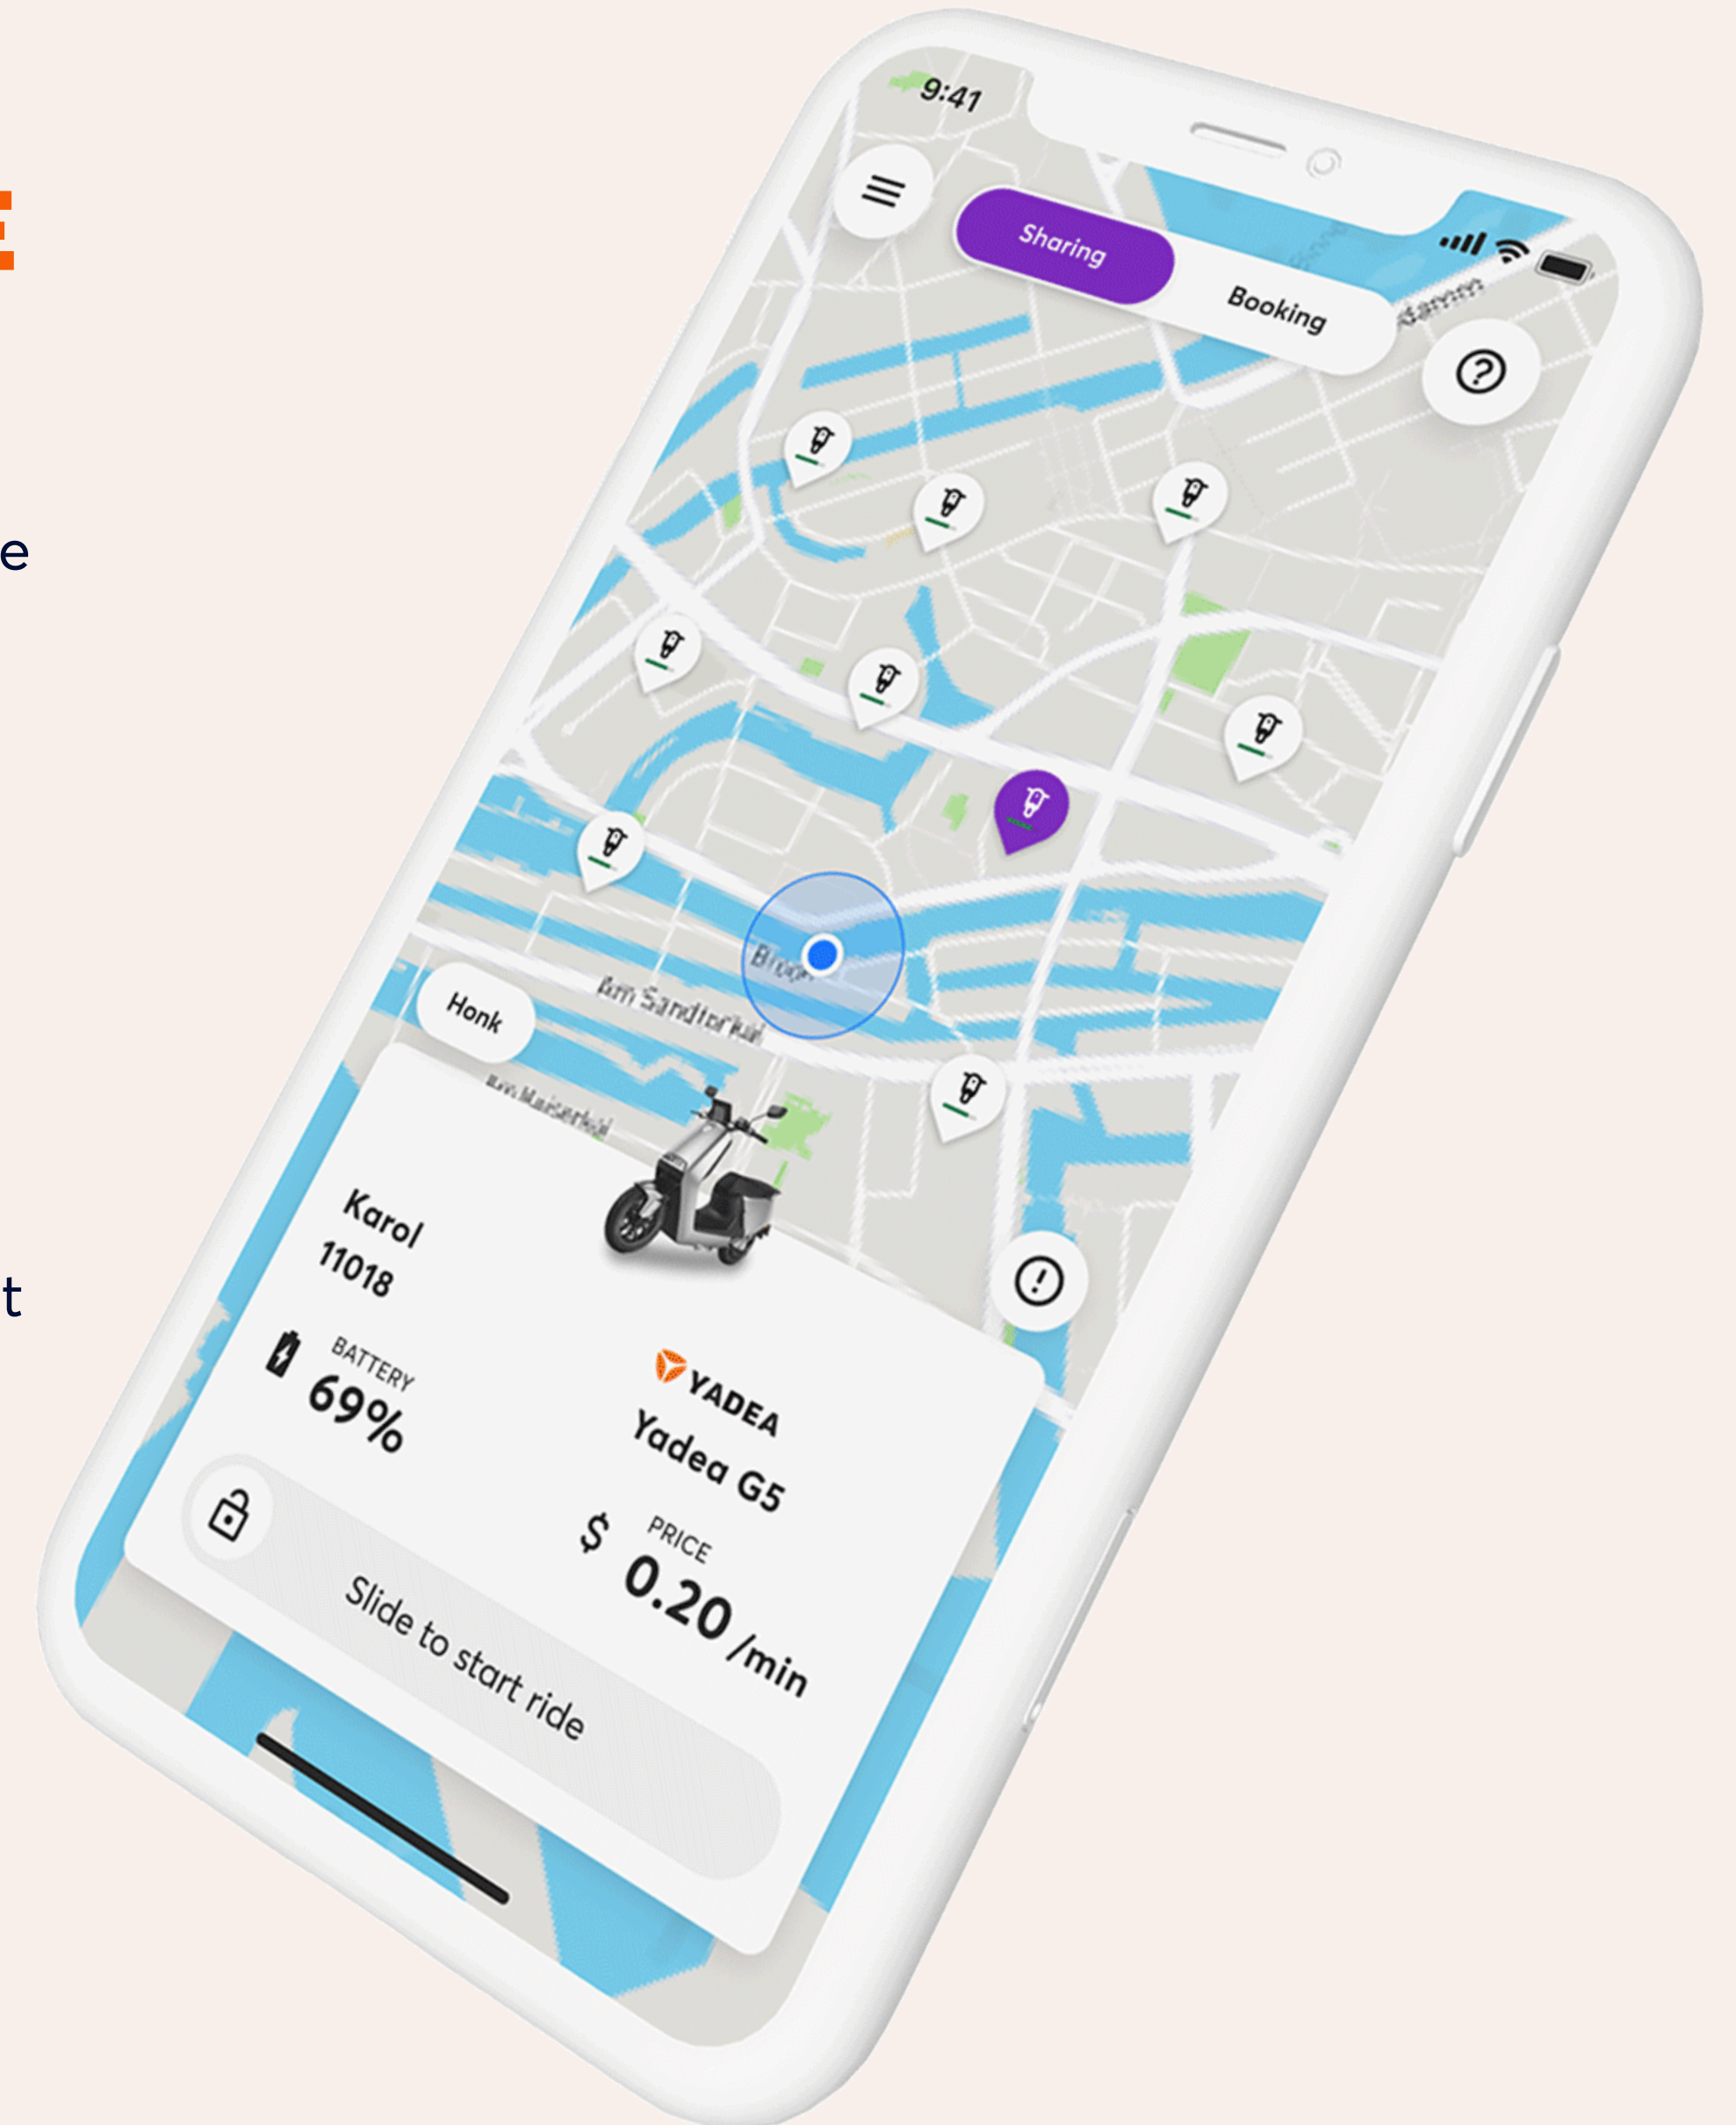 E
e
t
9:41
Sharing
Booking
Am Sandtorkai
Honk
Karol
11018
BATTERY
69%
YADEA
Yadea G5
$
PRICE
0.20 /min
Slide to start ride